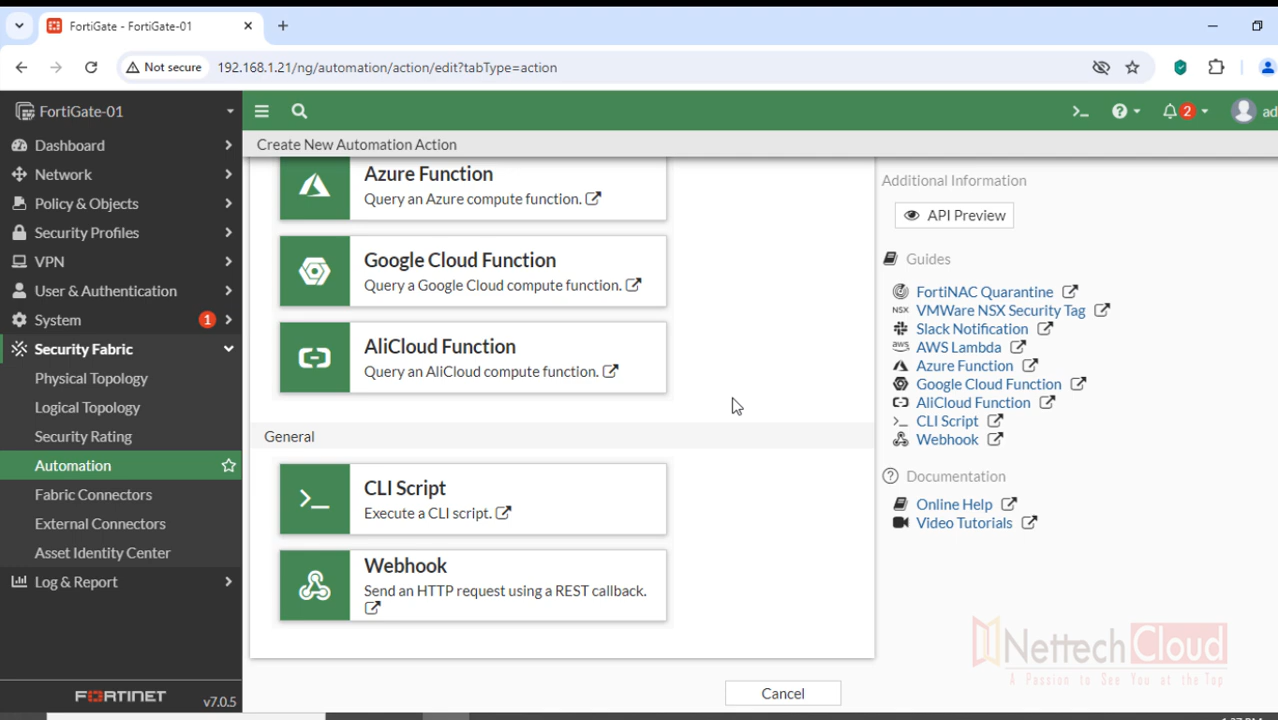 FortiGate - FortiGate-01
Not secure
192.168.1.21/ng/automation/action/edit?tabType=action
FortiGate-01
2
Dashboard
Network
Policy & Objects
Security Profiles
VPN
User & Authentication
System
1
Security Fabric
Physical Topology
Logical Topology
Security Rating
Automation
Fabric Connectors
External Connectors
Asset Identity Center
Log & Report
FORTINET
v7.0.5
Create New Automation Action
Azure Function
Query an Azure compute function.
Google Cloud Function
Query a Google Cloud compute function.
AliCloud Function
Query an AliCloud compute function.
General
CLI Script
Execute a CLI script.
Webhook
Send an HTTP request using a REST callback.
Cancel
Additional Information
API Preview
Guides
FortiNAC Quarantine
NSX VMWare NSX Security Tag
Slack Notification
aws AWS Lambda
Azure Function
Google Cloud Function
AliCloud Function
CLI Script
Webhook
Documentation
Online Help
Video Tutorials
Nettech Cloud
A Passion to See You at the Top